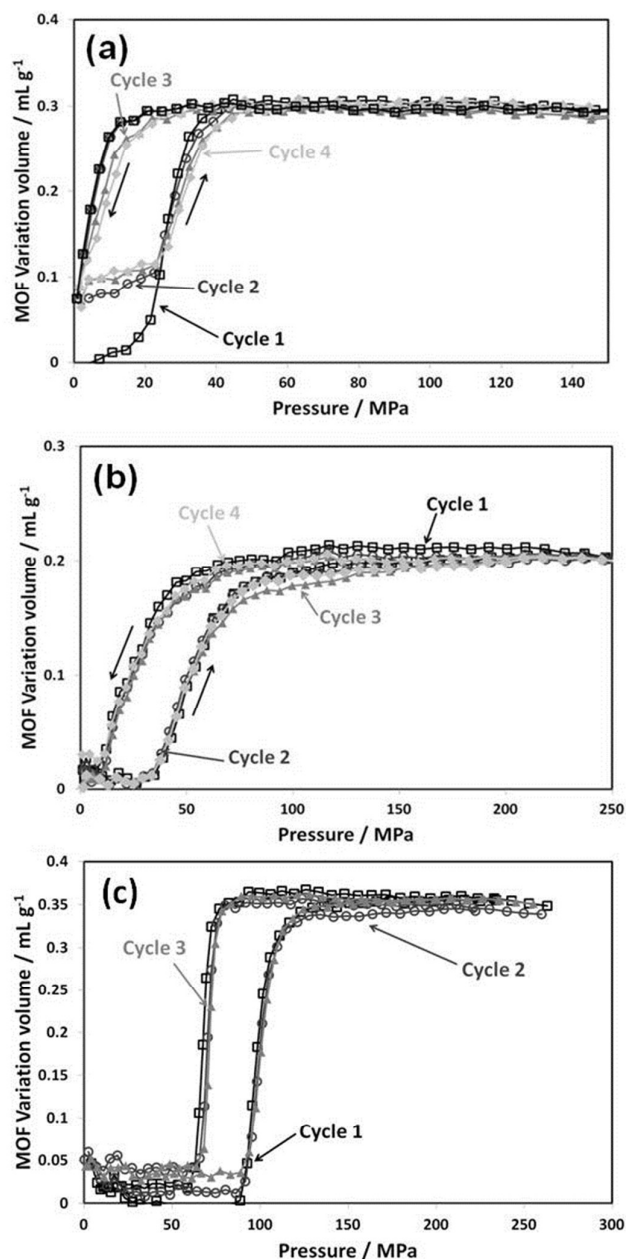 (a)
0.4
0.3
0.2
0.1
0
MOF Variation volume / mL g⁻¹
Cycle 3
Cycle 4
Cycle 2
Cycle 1
0 20 40 60 80 100 120 140
Pressure / MPa
(b)
0.3
0.2
0.1
0
MOF Variation volume / mL g⁻¹
Cycle 1
Cycle 4
Cycle 3
Cycle 2
0 50 100 150 200 250
Pressure / MPa
(c)
0.4
0.35
0.3
0.25
0.2
0.15
0.1
0.05
0
MOF Variation volume / mL g⁻¹
Cycle 3
Cycle 2
Cycle 1
0 50 100 150 200 250 300
Pressure / MPa